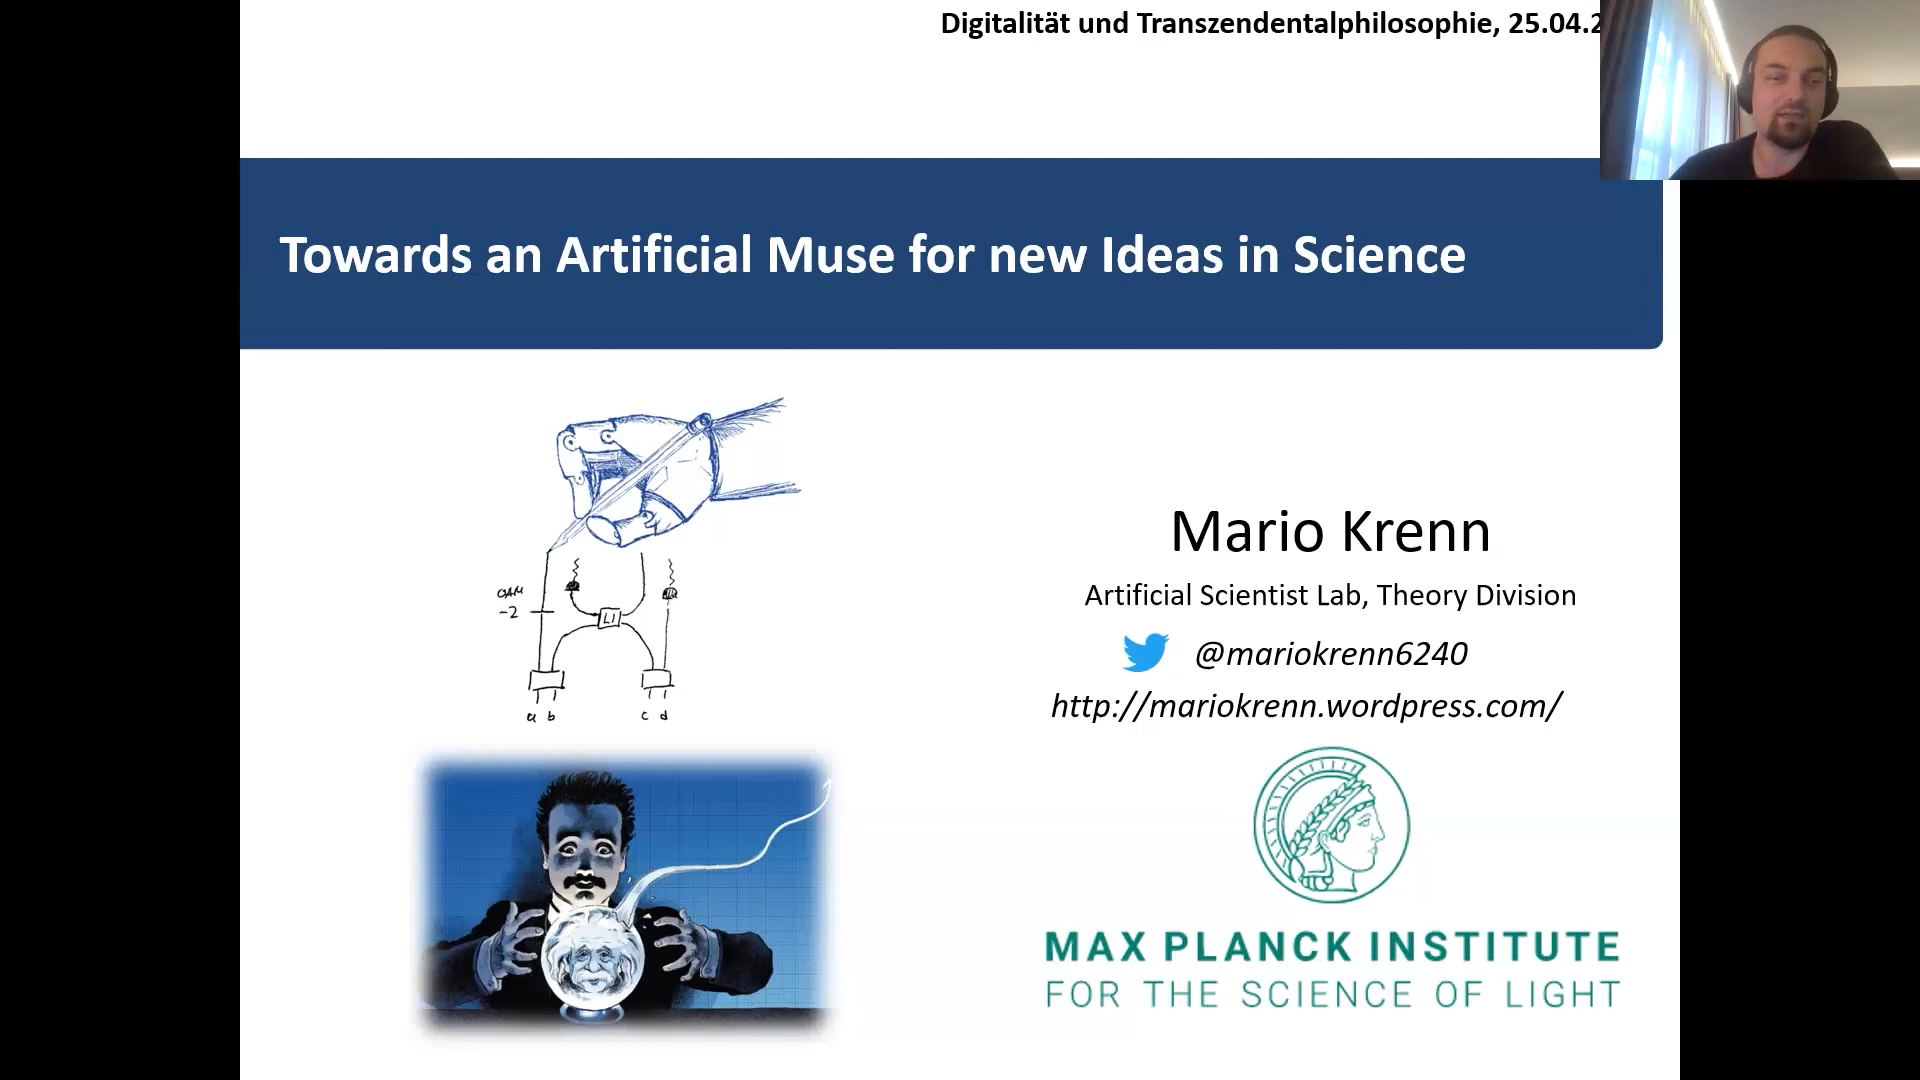 Digitalität und Transzendentalphilosophie, 25.04.2
Towards an Artificial Muse for new Ideas in Science
OAM
-2
LI
a b
c d
Mario Krenn
Artificial Scientist Lab, Theory Division
@mariokrenn6240
http://mariokrenn.wordpress.com/
MAX PLANCK INSTITUTE
FOR THE SCIENCE OF LIGHT